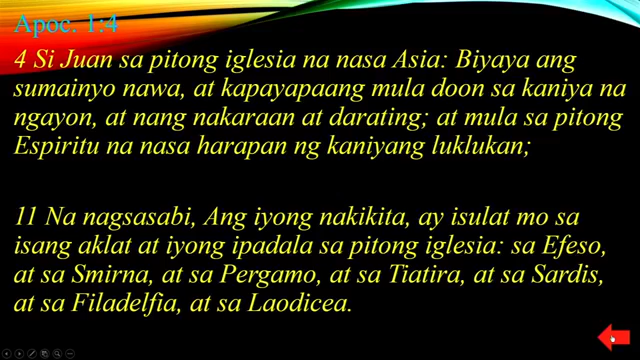 Apoc. 1:4
4 Si Juan sa pitong iglesia na nasa Asia: Biyaya ang
sumainyo nawa, at kapayapaang mula doon sa kaniya na
ngayon, at nang nakaraan at darating; at mula sa pitong
Espiritu na nasa harapan ng kaniyang luklukan;
11 Na nagsasabi, Ang iyong nakikita, ay isulat mo sa
isang aklat at iyong ipadala sa pitong iglesia: sa Efeso,
at sa Smirna, at sa Pergamo, at sa Tiatira, at sa Sardis,
at sa Filadelfia, at sa Laodicea.